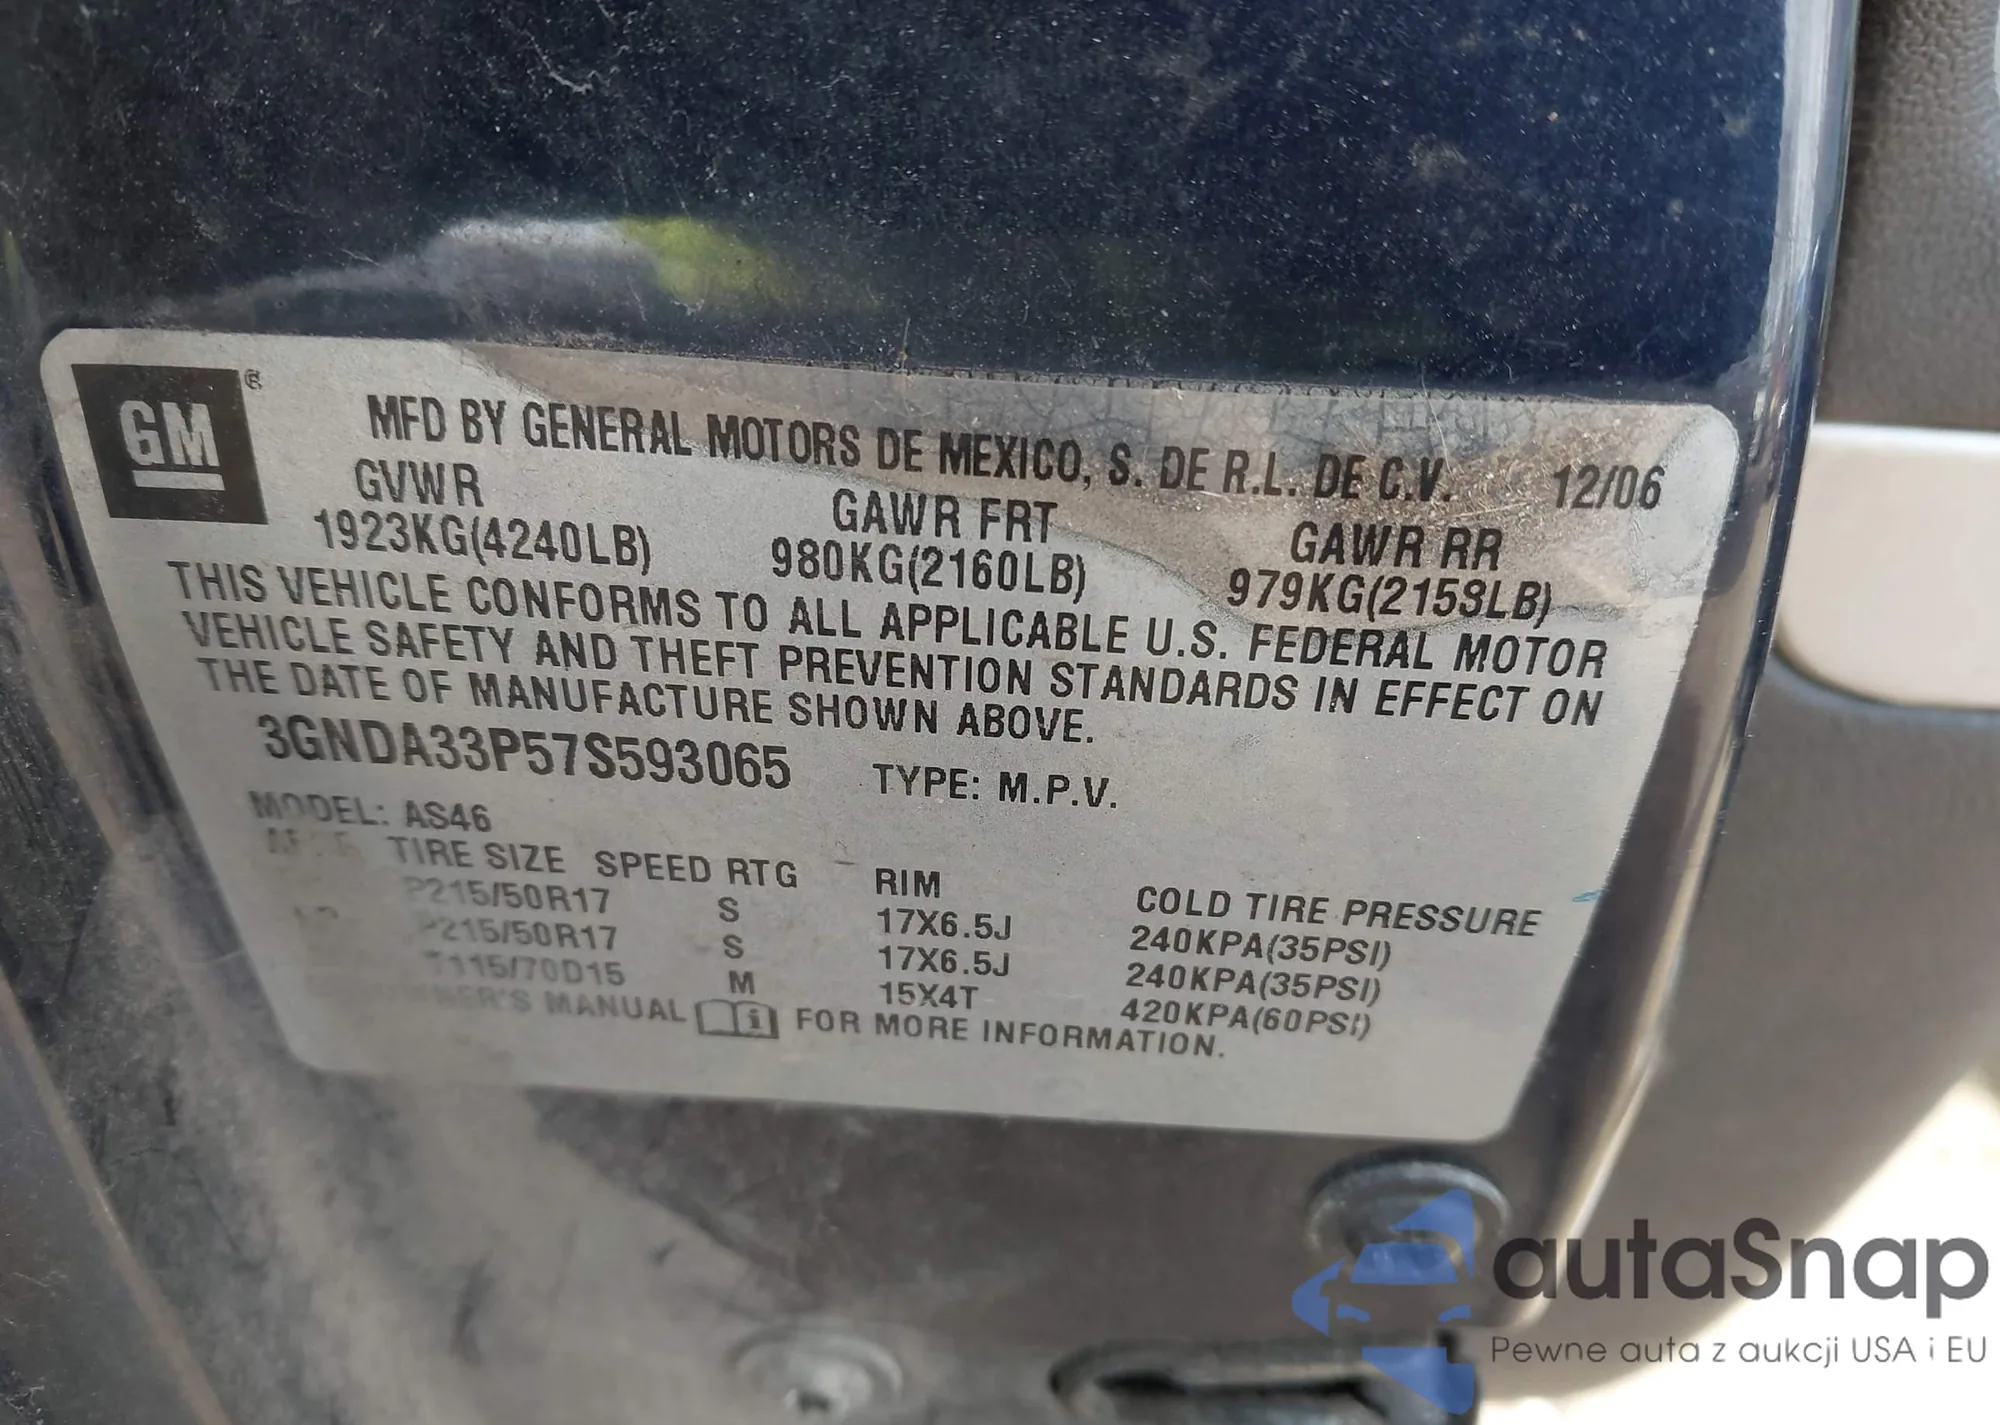 GM ®
MFD BY GENERAL MOTORS DE MEXICO, S. DE R.L. DE C.V. 12/06
GVWR GAWR FRT GAWR RR
1923KG(4240LB) 980KG(2160LB) 979KG(2158LB)
THIS VEHICLE CONFORMS TO ALL APPLICABLE U.S. FEDERAL MOTOR
VEHICLE SAFETY AND THEFT PREVENTION STANDARDS IN EFFECT ON
THE DATE OF MANUFACTURE SHOWN ABOVE.
3GNDA33P57S593065 TYPE: M.P.V.
MODEL: AS46
TIRE SIZE SPEED RTG RIM COLD TIRE PRESSURE
P215/50R17 S 17X6.5J 240KPA(35PSI)
P215/50R17 S 17X6.5J 240KPA(35PSI)
T115/70D15 M 15X4T 420KPA(60PSI)
OWNER'S MANUAL FOR MORE INFORMATION.
autaSnap
Pewne auta z aukcji USA i EU